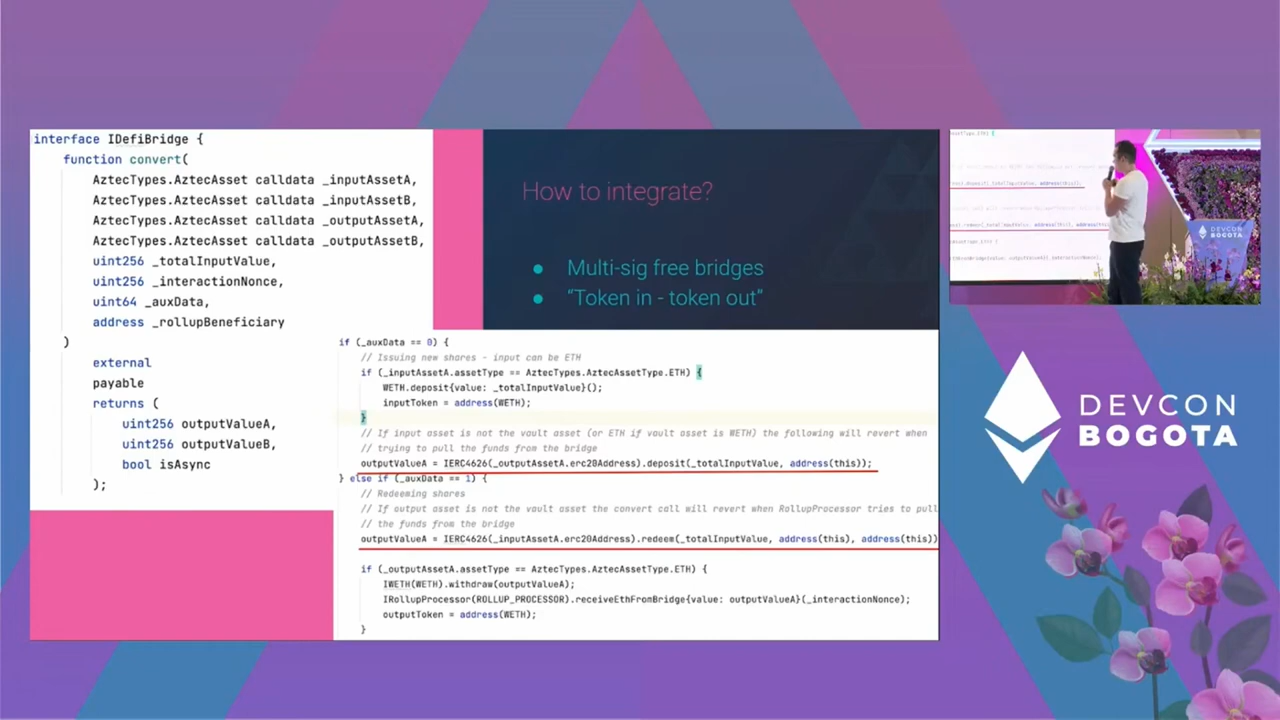 interface IDefiBridge {
function convert(
AztecTypes.AztecAsset calldata _inputAssetA,
AztecTypes.AztecAsset calldata _inputAssetB,
AztecTypes.AztecAsset calldata _outputAssetA,
AztecTypes.AztecAsset calldata _outputAssetB,
uint256 _totalInputValue,
uint256 _interactionNonce,
uint64 _auxData,
address _rollupBeneficiary
)
external
payable
returns (
uint256 outputValueA,
uint256 outputValueB,
bool isAsync
);
How to integrate?
● Multi-sig free bridges
● “Token in - token out”
if (_auxData == 0) {
// Issuing new shares - input can be ETH
if (_inputAssetA.assetType == AztecTypes.AztecAssetType.ETH) {
WETH.deposit{value: _totalInputValue}();
inputToken = address(WETH);
}
// If input asset is not the vault asset (or ETH if vault asset is WETH) the following will revert when
// trying to pull the funds from the bridge
outputValueA = IERC4626(_outputAssetA.erc20Address).deposit(_totalInputValue, address(this));
} else if (_auxData == 1) {
// Redeeming shares
// If output asset is not the vault asset the convert call will revert when RollupProcessor tries to pull
// the funds from the bridge
outputValueA = IERC4626(_inputAssetA.erc20Address).redeem(_totalInputValue, address(this), address(this))
if (_outputAssetA.assetType == AztecTypes.AztecAssetType.ETH) {
IWETH(WETH).withdraw(outputValueA);
IRollupProcessor(ROLLUP_PROCESSOR).receiveEthFromBridge{value: outputValueA}(_interactionNonce);
outputToken = address(WETH);
}
DEVCON
BOGOTA
DEVCON
BOGOTA